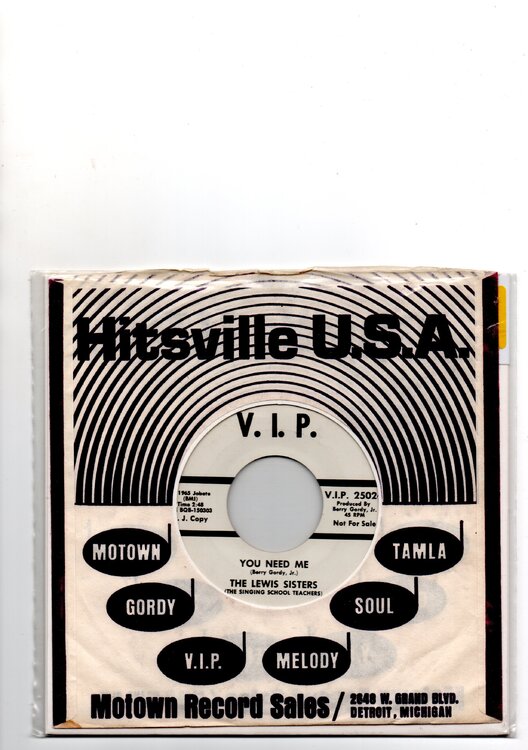 Hitsville U.S.A.
V. I. P.
1965 Jobete
(BMI)
Time 2:48
. J. Copy
V.I.P. 2502
Produced By
Berry Gordy, Jr.
45 RPM
Not For Sale
YOU NEED ME
(Berry Gordy, Jr.)
THE LEWIS SISTERS
(THE SINGING SCHOOL TEACHERS)
MOTOWN
TAMLA
GORDY
SOUL
V.I.P.
MELODY
Motown Record Sales/
2648 W. GRAND BLVD.
DETROIT, MICHIGAN